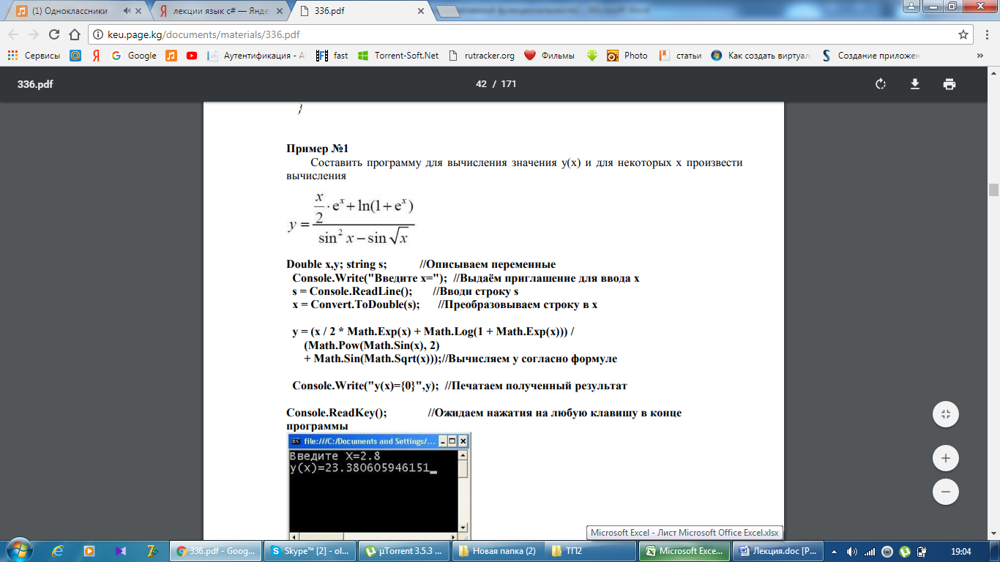 (1) Одноклассники
лекции язык c# — Янде
336.pdf
keu.page.kg/documents/materials/336.pdf
Сервисы
Google
Аутентификация - A
fast
Torrent-Soft.Net
rutracker.org
Фильмы
Photo
статьи
Как создать виртуал
Создание приложен
»
336.pdf
42 / 171
}
Пример №1
Составить программу для вычисления значения y(x) и для некоторых x произвести
вычисления
y = (x/2 · e^x + ln(1 + e^x)) / (sin² x − sin √x)
Double x,y; string s; //Описываем переменные
Console.Write("Введите x="); //Выдаём приглашение для ввода x
s = Console.ReadLine(); //Вводи строку s
x = Convert.ToDouble(s); //Преобразовываем строку в x
y = (x / 2 * Math.Exp(x) + Math.Log(1 + Math.Exp(x))) /
(Math.Pow(Math.Sin(x), 2)
+ Math.Sin(Math.Sqrt(x)));//Вычисляем y согласно формуле
Console.Write("y(x)={0}",y); //Печатаем полученный результат
Console.ReadKey(); //Ожидаем нажатия на любую клавишу в конце
программы
file:///C:/Documents and Settings/...
Введите X=2.8
y(x)=23.380605946151_
Microsoft Excel - Лист Microsoft Office Excel.xlsx
336.pdf - Goog...
Skype™ [2] - ol...
µTorrent 3.5.3 ...
Новая папка (2)
ТП2
Microsoft Exce...
Лекция.doc [Р...
19:04